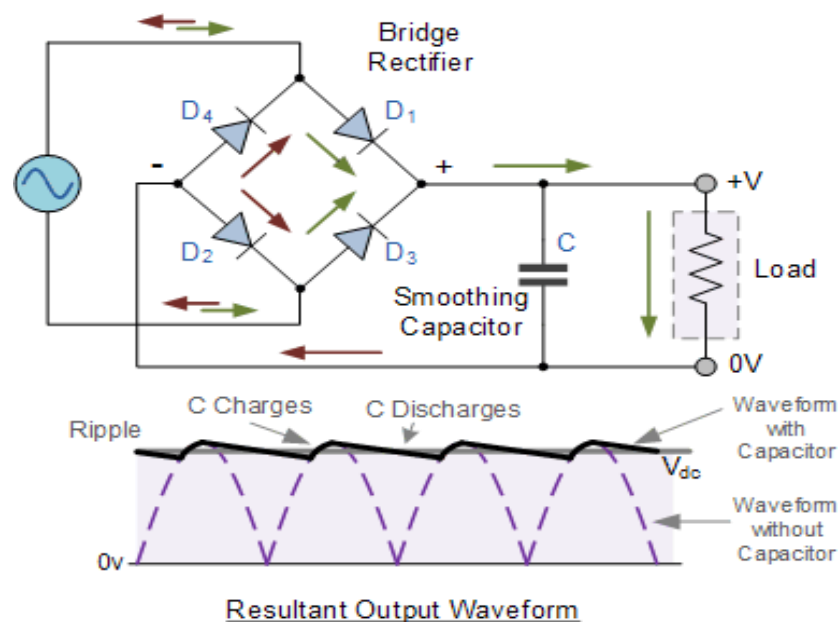 Bridge
Rectifier
D4
D1
-
+
D2
D3
C
Smoothing
Capacitor
+V
Load
0V
C Charges
C Discharges
Ripple
Waveform
with
Capacitor
Vdc
Waveform
without
Capacitor
0v
Resultant Output Waveform